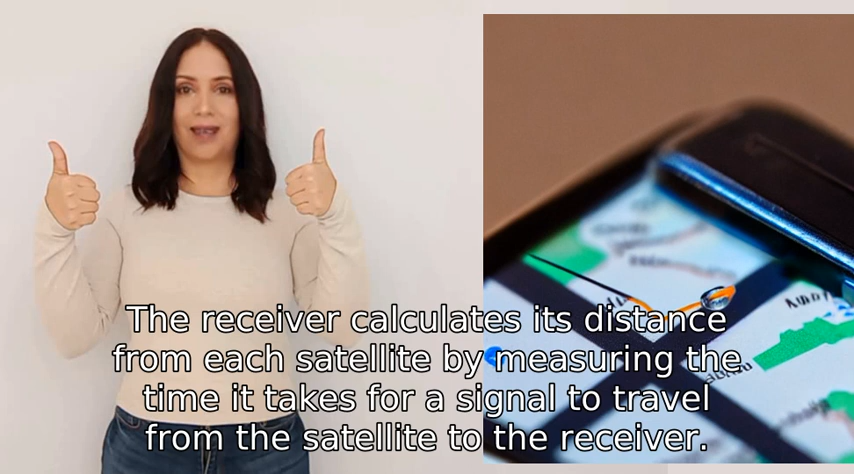 The receiver calculates its distance
from each satellite by measuring the
time it takes for a signal to travel
from the satellite to the receiver.